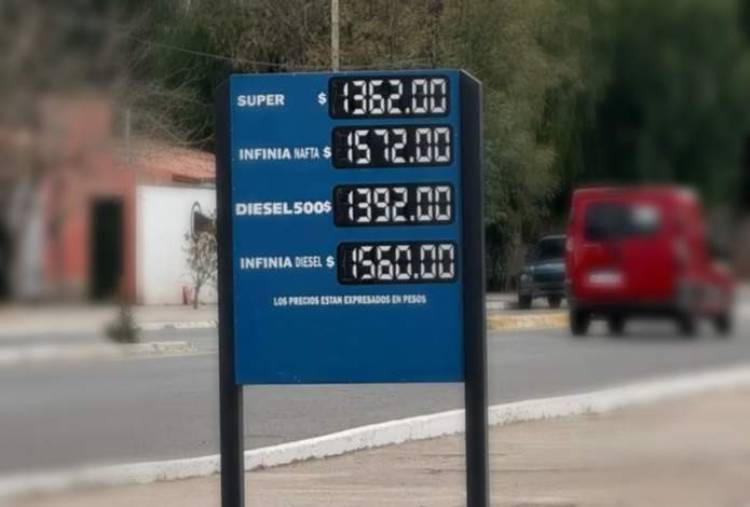 SUPER $ 1362.00
INFINIA NAFTA $ 1572.00
DIESEL500$ 1392.00
INFINIA DIESEL $ 1560.00
LOS PRECIOS ESTAN EXPRESADOS EN PESOS